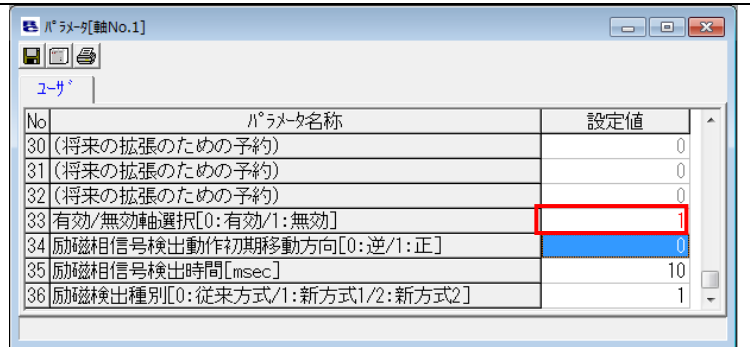 ﾊﾟﾗﾒｰﾀ[軸No.1]
ﾕｰｻﾞ
No ﾊﾟﾗﾒｰﾀ名称 設定値
30 (将来の拡張のための予約) 0
31 (将来の拡張のための予約) 0
32 (将来の拡張のための予約) 0
33 有効/無効軸選択[0:有効/1:無効] 1
34 励磁相信号検出動作初期移動方向[0:逆/1:正] 0
35 励磁相信号検出時間[msec] 10
36 励磁検出種別[0:従来方式/1:新方式1/2:新方式2] 1